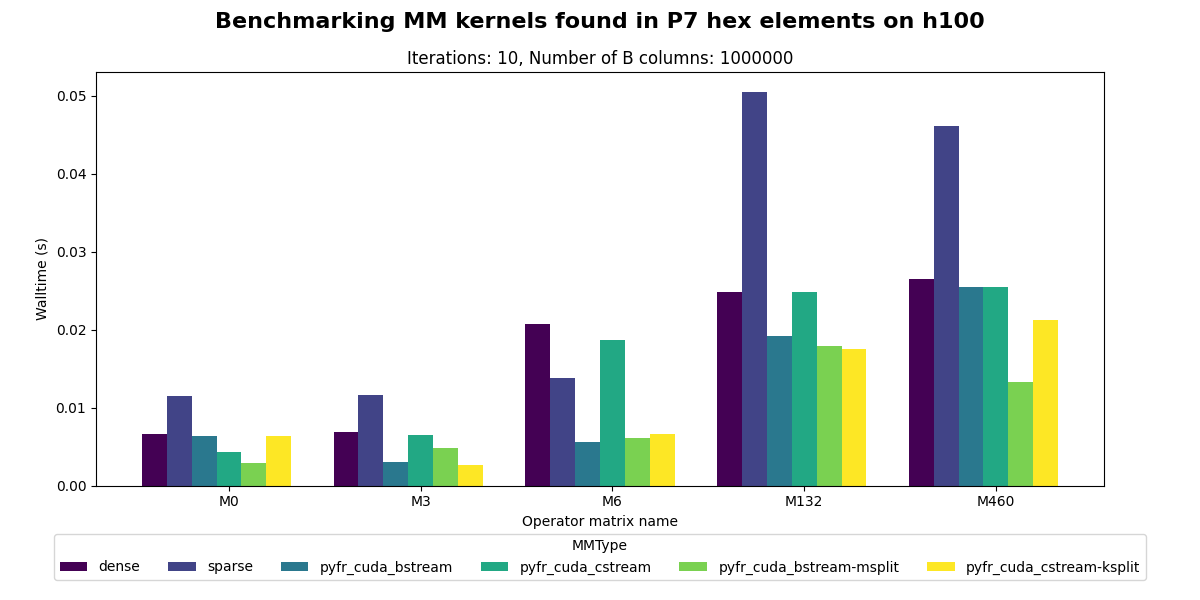 Benchmarking MM kernels found in P7 hex elements on h100
Iterations: 10, Number of B columns: 1000000
0.05
0.04
0.03
0.02
0.01
0.00
Walltime (s)
M0 M3 M6 M132 M460
Operator matrix name
MMType
dense sparse pyfr_cuda_bstream pyfr_cuda_cstream pyfr_cuda_bstream-msplit pyfr_cuda_cstream-ksplit